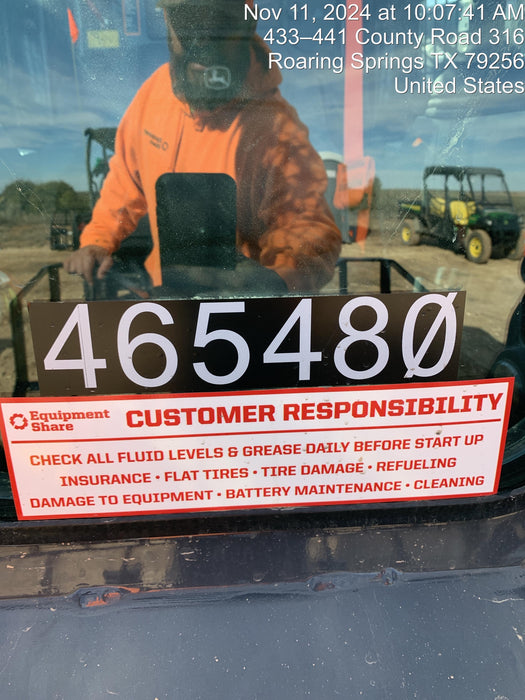 Nov 11, 2024 at 10:07:41 AM
433–441 County Road 316
Roaring Springs TX 79256
United States
465480
Equipment
Share
CUSTOMER RESPONSIBILITY
CHECK ALL FLUID LEVELS & GREASE DAILY BEFORE START UP
INSURANCE • FLAT TIRES • TIRE DAMAGE • REFUELING
DAMAGE TO EQUIPMENT • BATTERY MAINTENANCE • CLEANING